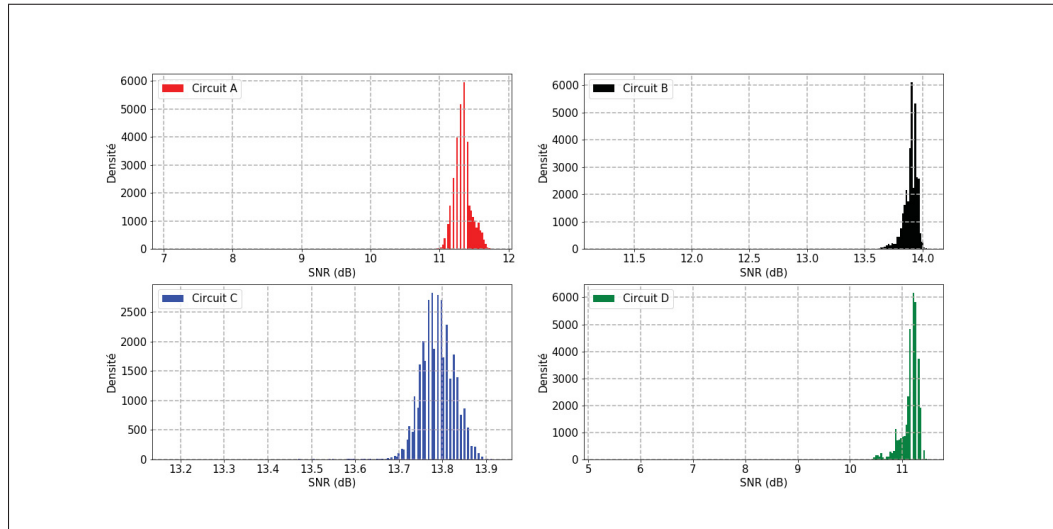 Circuit A
6000
5000
4000
3000
2000
1000
0
Densité
7 8 9 10 11 12
SNR (dB)
Circuit B
6000
5000
4000
3000
2000
1000
0
Densité
11.5 12.0 12.5 13.0 13.5 14.0
SNR (dB)
Circuit C
2500
2000
1500
1000
500
0
Densité
13.2 13.3 13.4 13.5 13.6 13.7 13.8 13.9
SNR (dB)
Circuit D
6000
5000
4000
3000
2000
1000
0
Densité
5 6 7 8 9 10 11
SNR (dB)